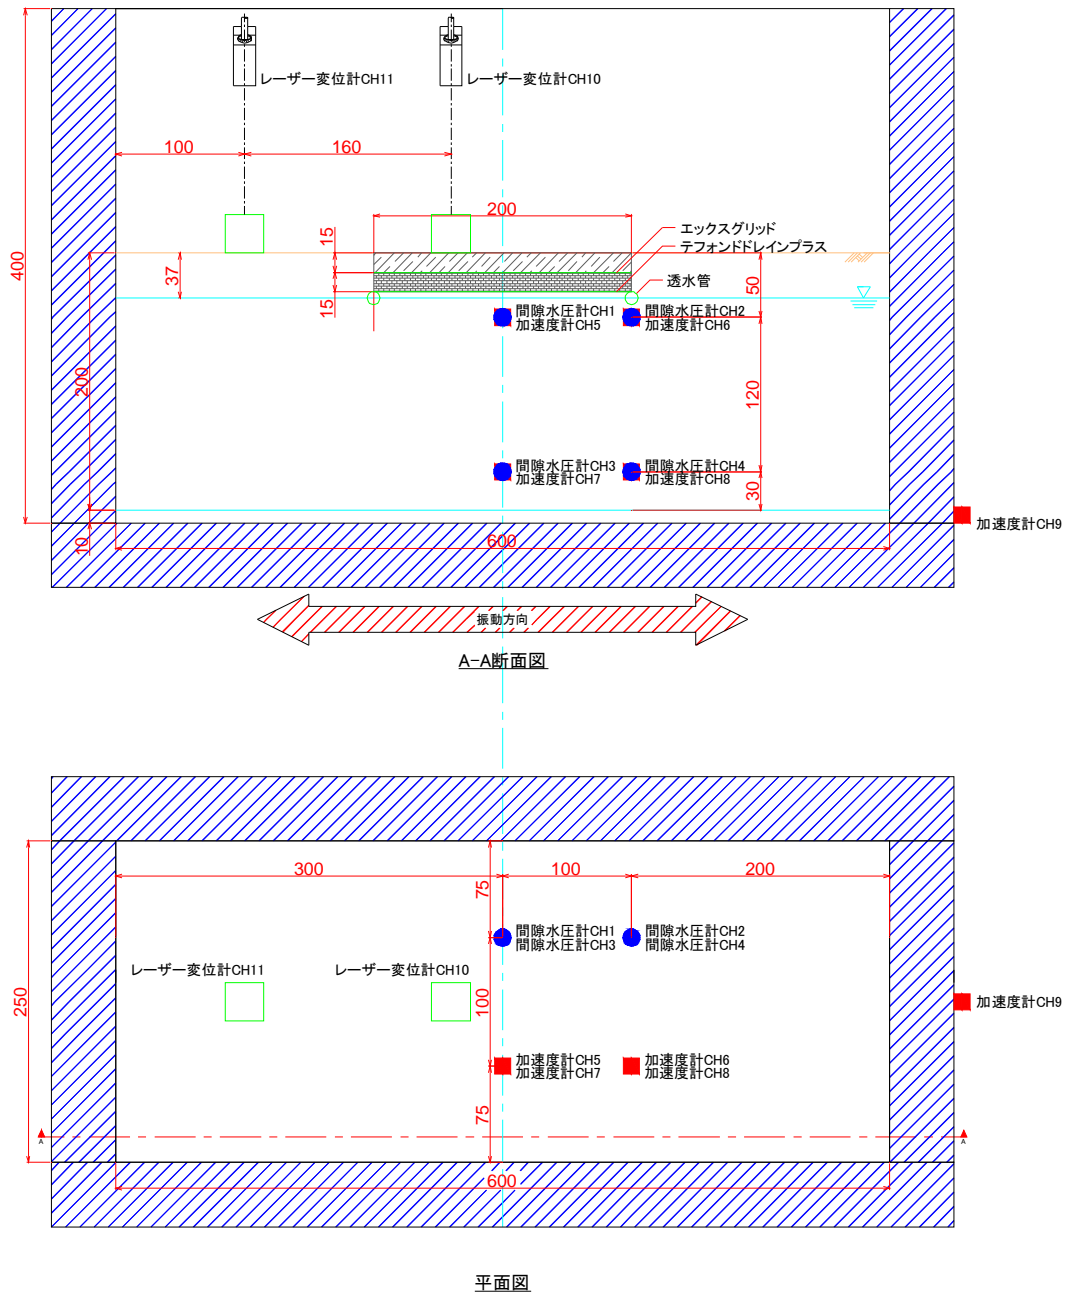 レーザー変位計CH11
レーザー変位計CH10
100
160
200
エックスグリッド
テフォンドドレインプラス
透水管
15
37
15
50
400
間隙水圧計CH1
加速度計CH5
間隙水圧計CH2
加速度計CH6
200
120
間隙水圧計CH3
加速度計CH7
間隙水圧計CH4
加速度計CH8
30
加速度計CH9
10
600
振動方向
A-A断面図
300
100
200
75
間隙水圧計CH1
間隙水圧計CH3
間隙水圧計CH2
間隙水圧計CH4
レーザー変位計CH11
レーザー変位計CH10
250
100
加速度計CH9
加速度計CH5
加速度計CH7
加速度計CH6
加速度計CH8
75
A
A
600
平面図